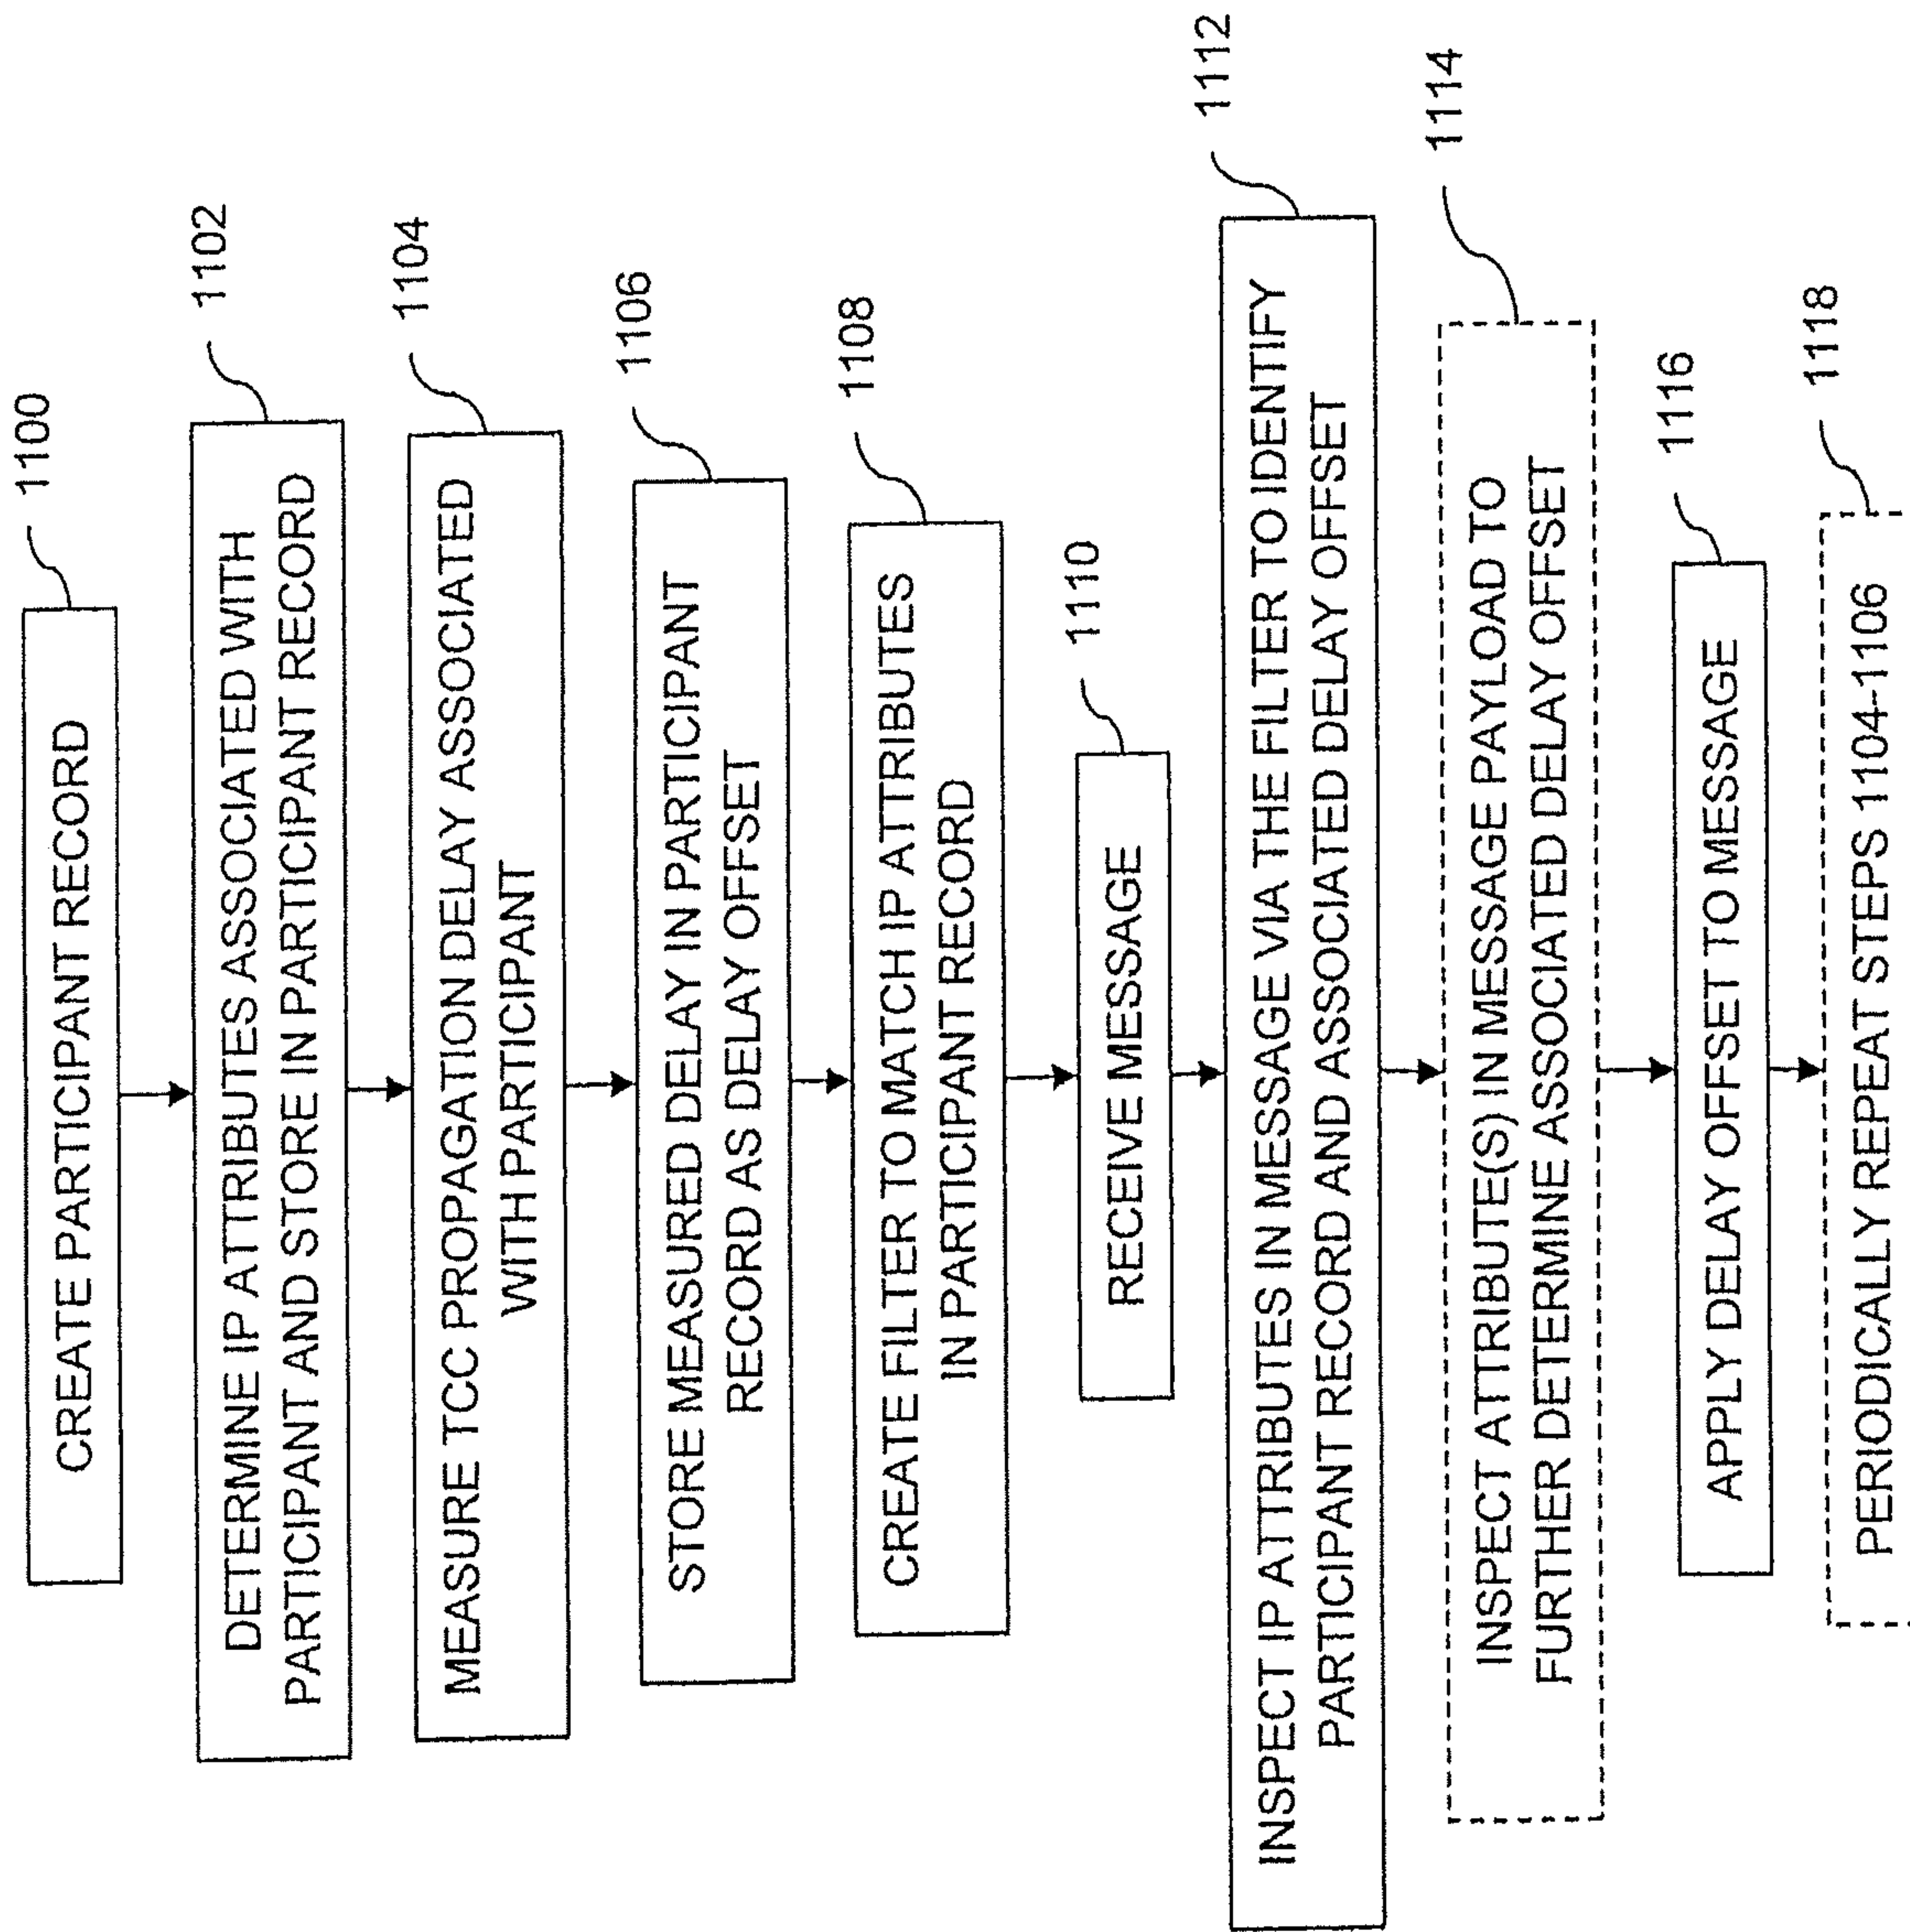 1100
CREATE PARTICIPANT RECORD
1102
DETERMINE IP ATTRIBUTES ASSOCIATED WITH
PARTICIPANT AND STORE IN PARTICIPANT RECORD
1104
MEASURE TCC PROPAGATION DELAY ASSOCIATED
WITH PARTICIPANT
1106
STORE MEASURED DELAY IN PARTICIPANT
RECORD AS DELAY OFFSET
1108
CREATE FILTER TO MATCH IP ATTRIBUTES
IN PARTICIPANT RECORD
1110
RECEIVE MESSAGE
1112
INSPECT IP ATTRIBUTES IN MESSAGE VIA THE FILTER TO IDENTIFY
PARTICIPANT RECORD AND ASSOCIATED DELAY OFFSET
1114
INSPECT ATTRIBUTE(S) IN MESSAGE PAYLOAD TO
FURTHER DETERMINE ASSOCIATED DELAY OFFSET
1116
APPLY DELAY OFFSET TO MESSAGE
1118
PERIODICALLY REPEAT STEPS 1104-1106